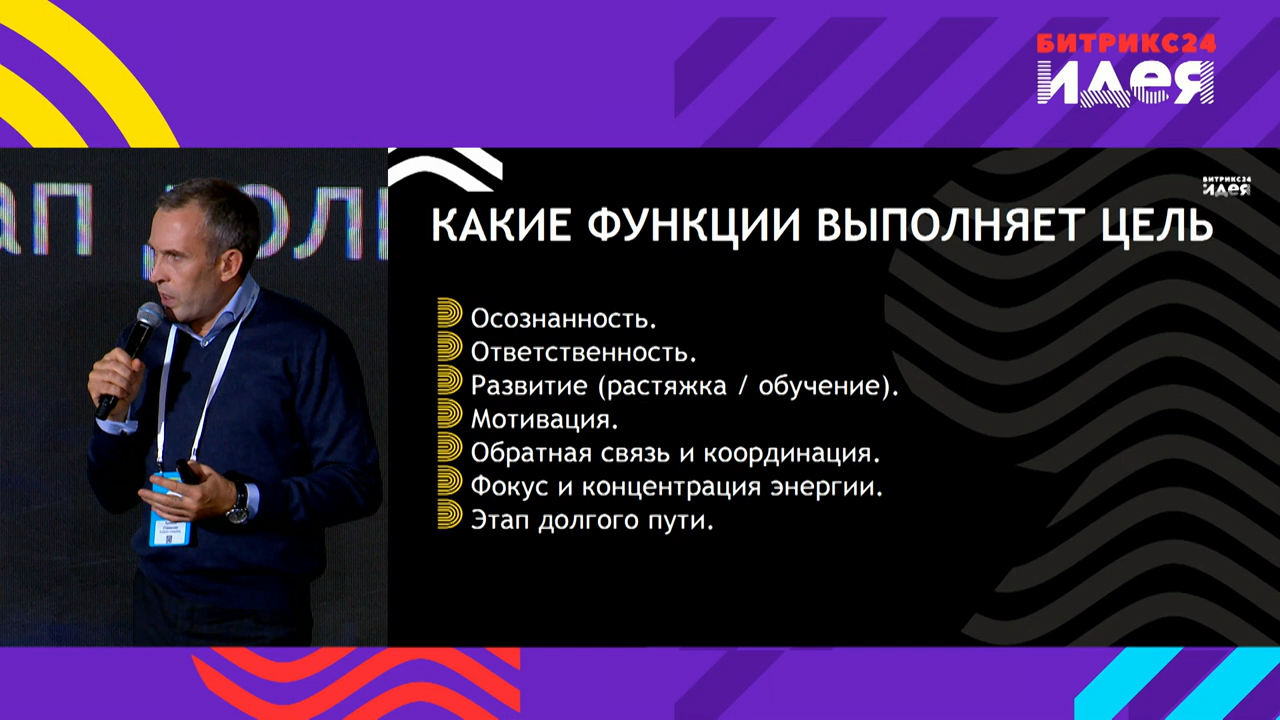 БИТРИКС24
идея
БИТРИКС24
идея
КАКИЕ ФУНКЦИИ ВЫПОЛНЯЕТ ЦЕЛЬ
Осознанность.
Ответственность.
Развитие (растяжка / обучение).
Мотивация.
Обратная связь и координация.
Фокус и концентрация энергии.
Этап долгого пути.